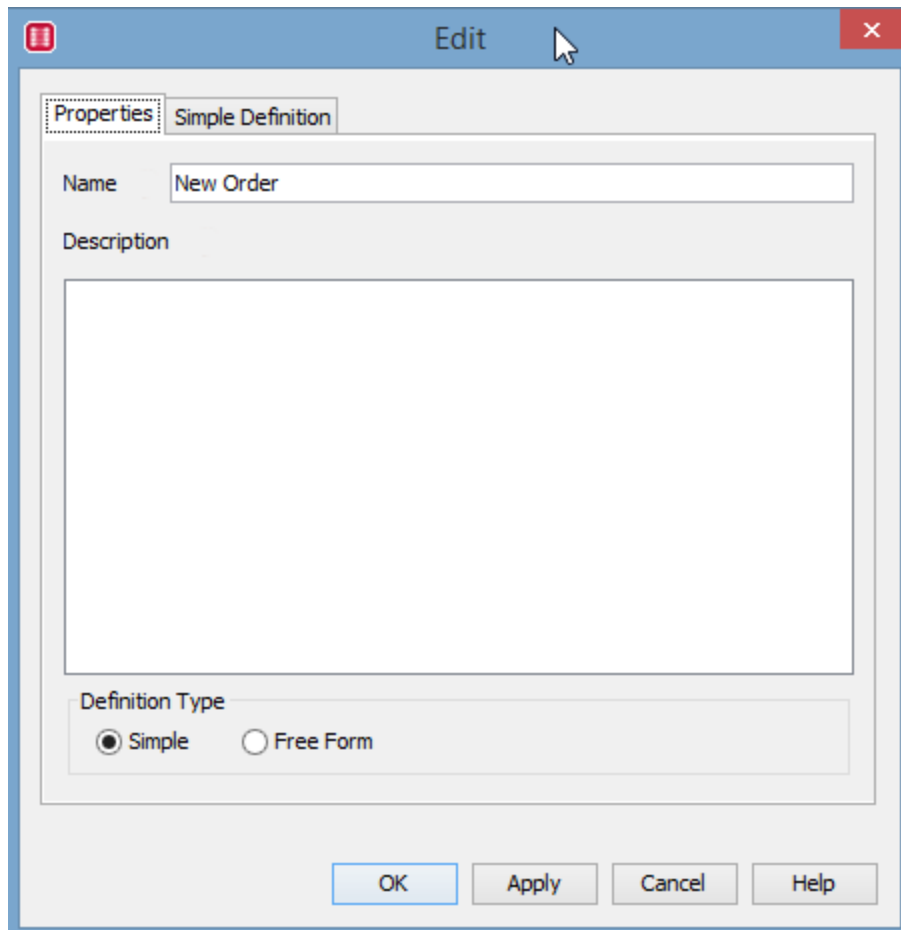 Edit
Properties Simple Definition
Name New Order
Description
Definition Type
Simple Free Form
OK Apply Cancel Help